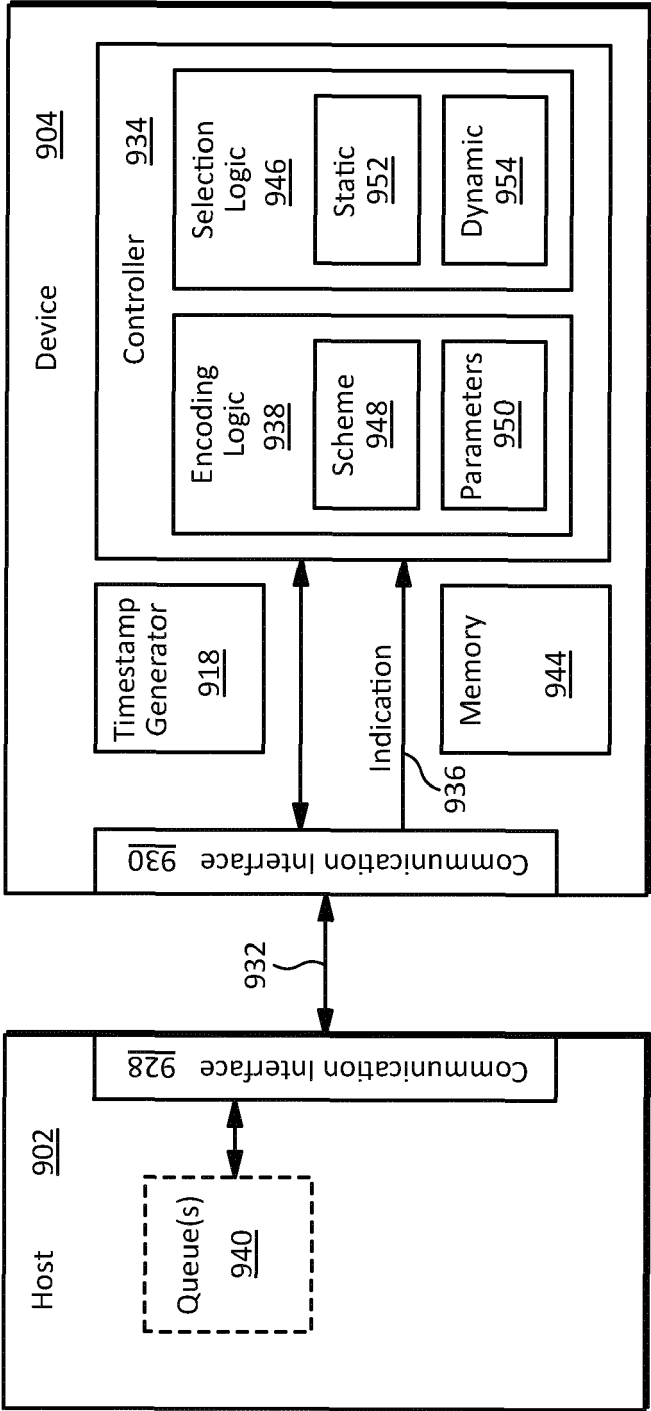 Host 902
Queue(s)
940
Communication Interface 928
932
Device 904
Communication Interface 930
Timestamp
Generator
918
Indication
936
Memory
944
Controller 934
Encoding
Logic
938
Scheme
948
Parameters
950
Selection
Logic
946
Static
952
Dynamic
954